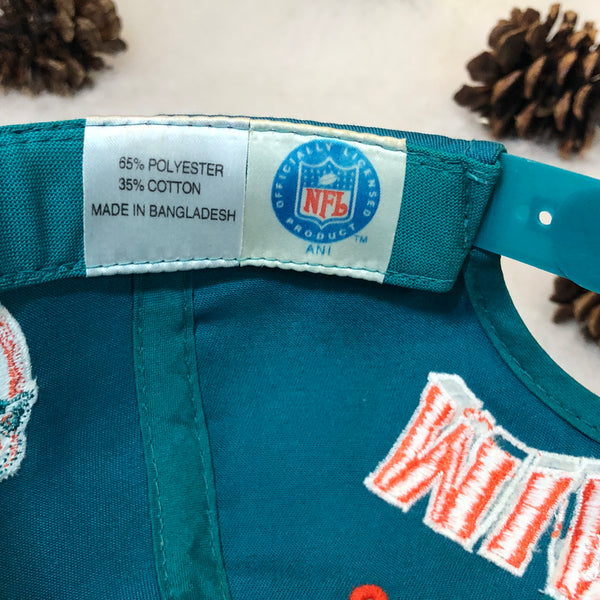 65% POLYESTER
35% COTTON
MADE IN BANGLADESH
OFFICIALLY LICENSED
NFL
PRODUCT
TM
ANI